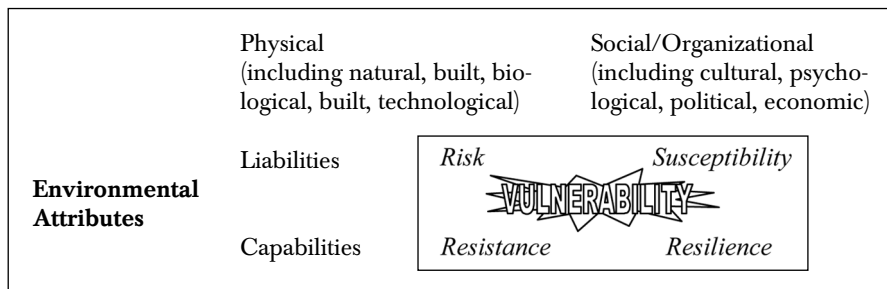 Physical
(including natural, built, bio-
logical, built, technological)
Social/Organizational
(including cultural, psycho-
logical, political, economic)
Environmental
Attributes
Liabilities
Risk
Susceptibility
VULNERABILITY
Capabilities
Resistance
Resilience